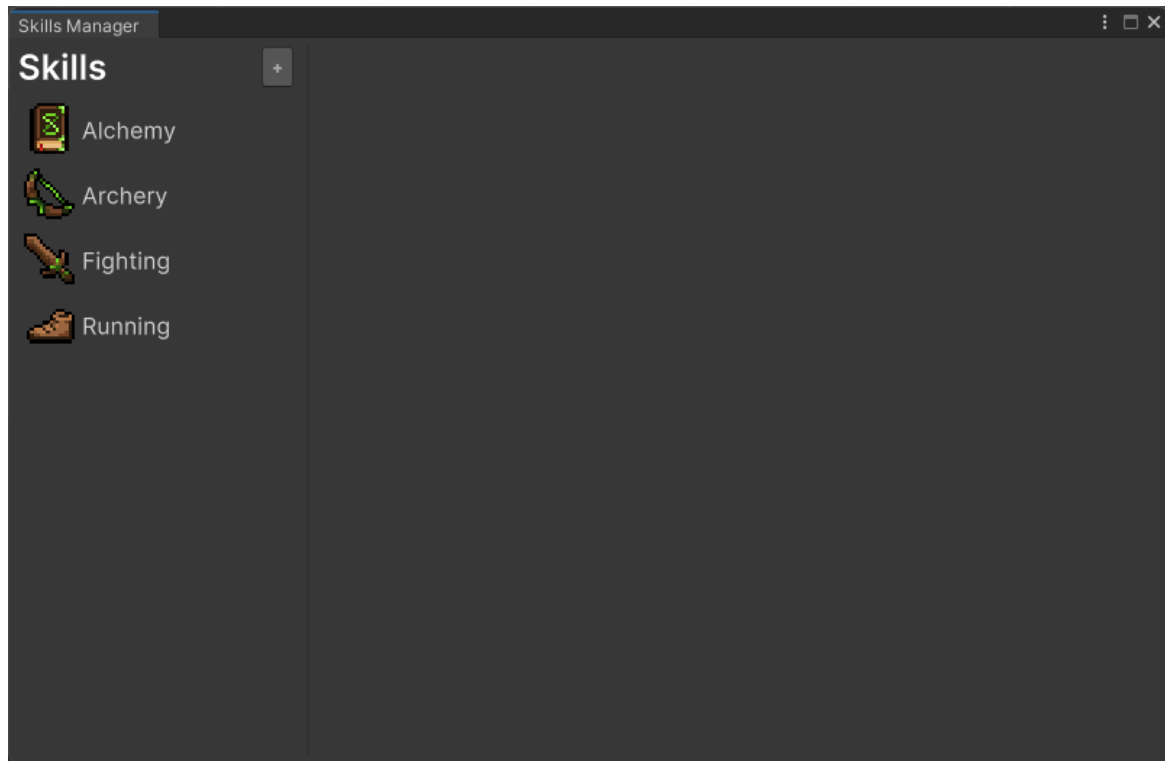 Skills Manager
Skills +
Alchemy
Archery
Fighting
Running